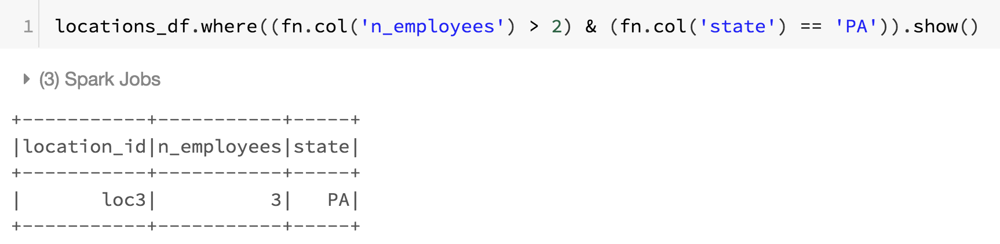 1 locations_df.where((fn.col('n_employees') > 2) & (fn.col('state') == 'PA')).show()
(3) Spark Jobs
+-----------+-----------+-----+
|location_id|n_employees|state|
+-----------+-----------+-----+
|       loc3|          3|   PA|
+-----------+-----------+-----+